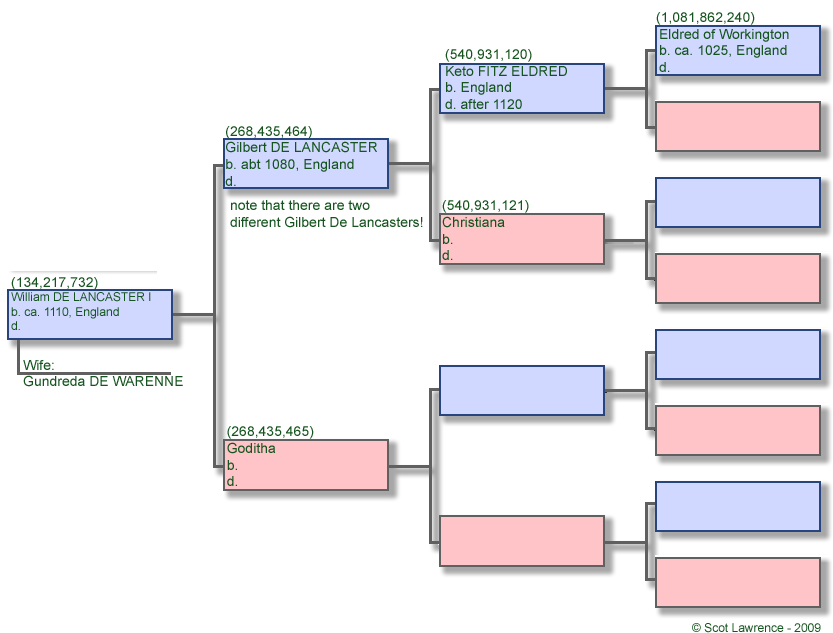 (1,081,862,240)
Eldred of Workington
b. ca. 1025, England
d.
(540,931,120)
Keto FITZ ELDRED
b. England
d. after 1120
(268,435,464)
Gilbert DE LANCASTER
b. abt 1080, England
d.
note that there are two
different Gilbert De Lancasters!
(540,931,121)
Christiana
b.
d.
(134,217,732)
William DE LANCASTER I
b. ca. 1110, England
d.
Wife:
Gundreda DE WARENNE
(268,435,465)
Goditha
b.
d.
© Scot Lawrence - 2009